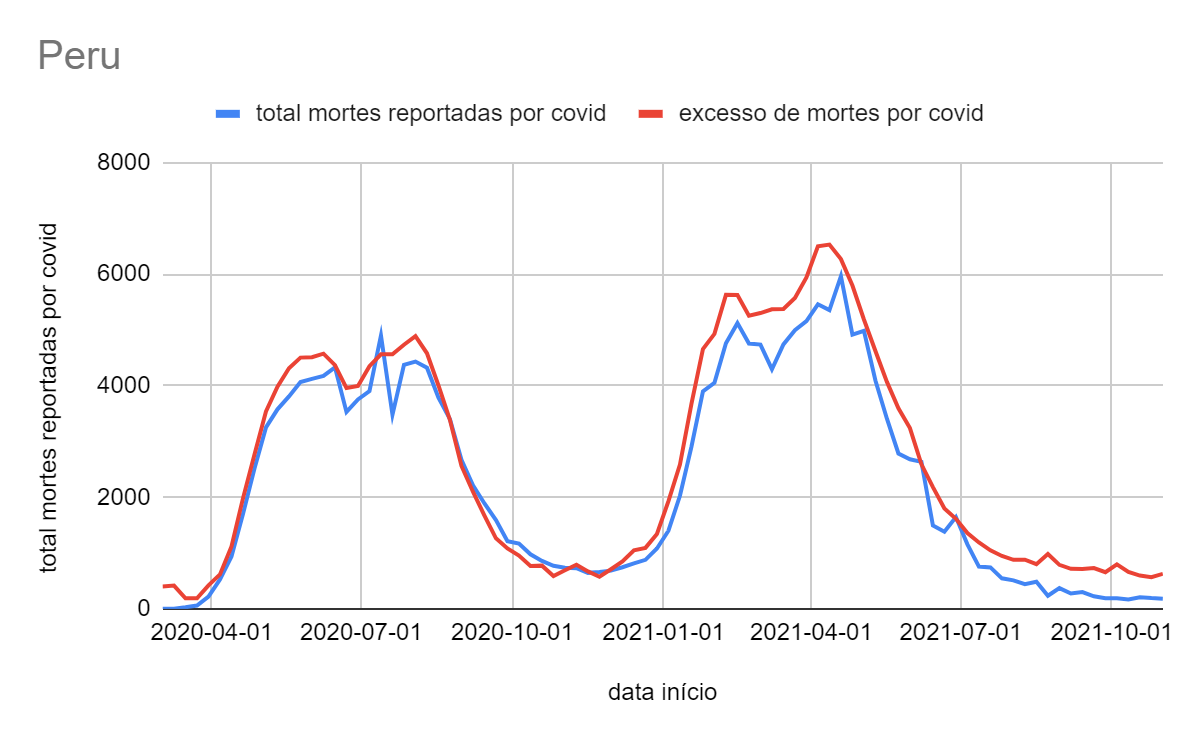 Peru
total mortes reportadas por covid
excesso de mortes por covid
total mortes reportadas por covid
8000
6000
4000
2000
0
2020-04-01
2020-07-01
2020-10-01
2021-01-01
2021-04-01
2021-07-01
2021-10-01
data início